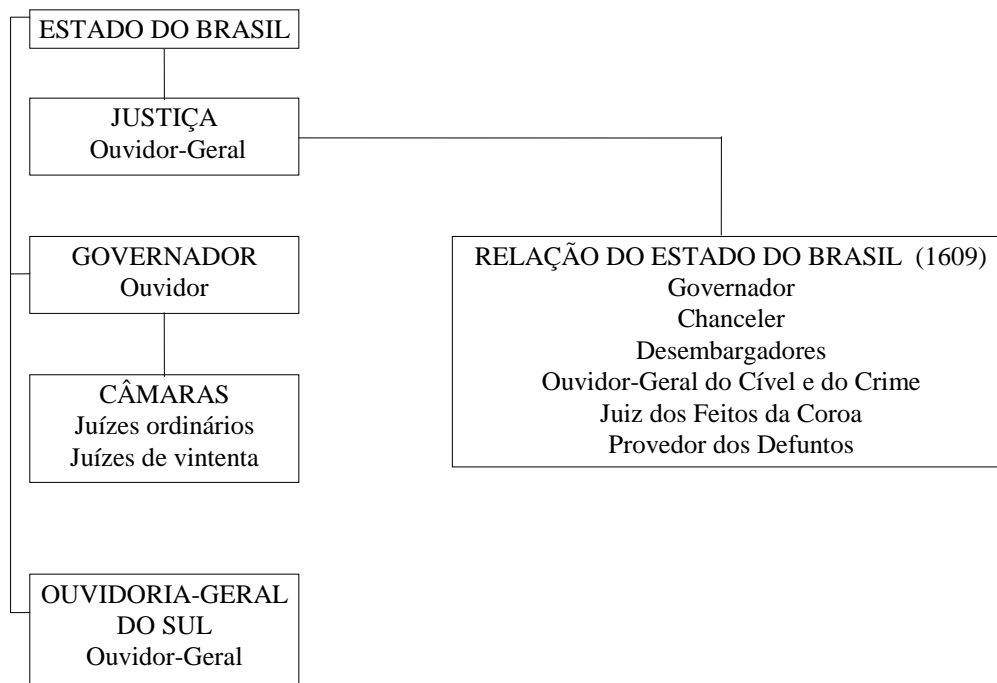 ESTADO DO BRASIL
JUSTIÇA
Ouvidor-Geral
GOVERNADOR
Ouvidor
CÂMARAS
Juízes ordinários
Juízes de vintenta
RELAÇÃO DO ESTADO DO BRASIL (1609)
Governador
Chanceler
Desembargadores
Ouvidor-Geral do Cível e do Crime
Juiz dos Feitos da Coroa
Provedor dos Defuntos
OUVIDORIA-GERAL
DO SUL
Ouvidor-Geral